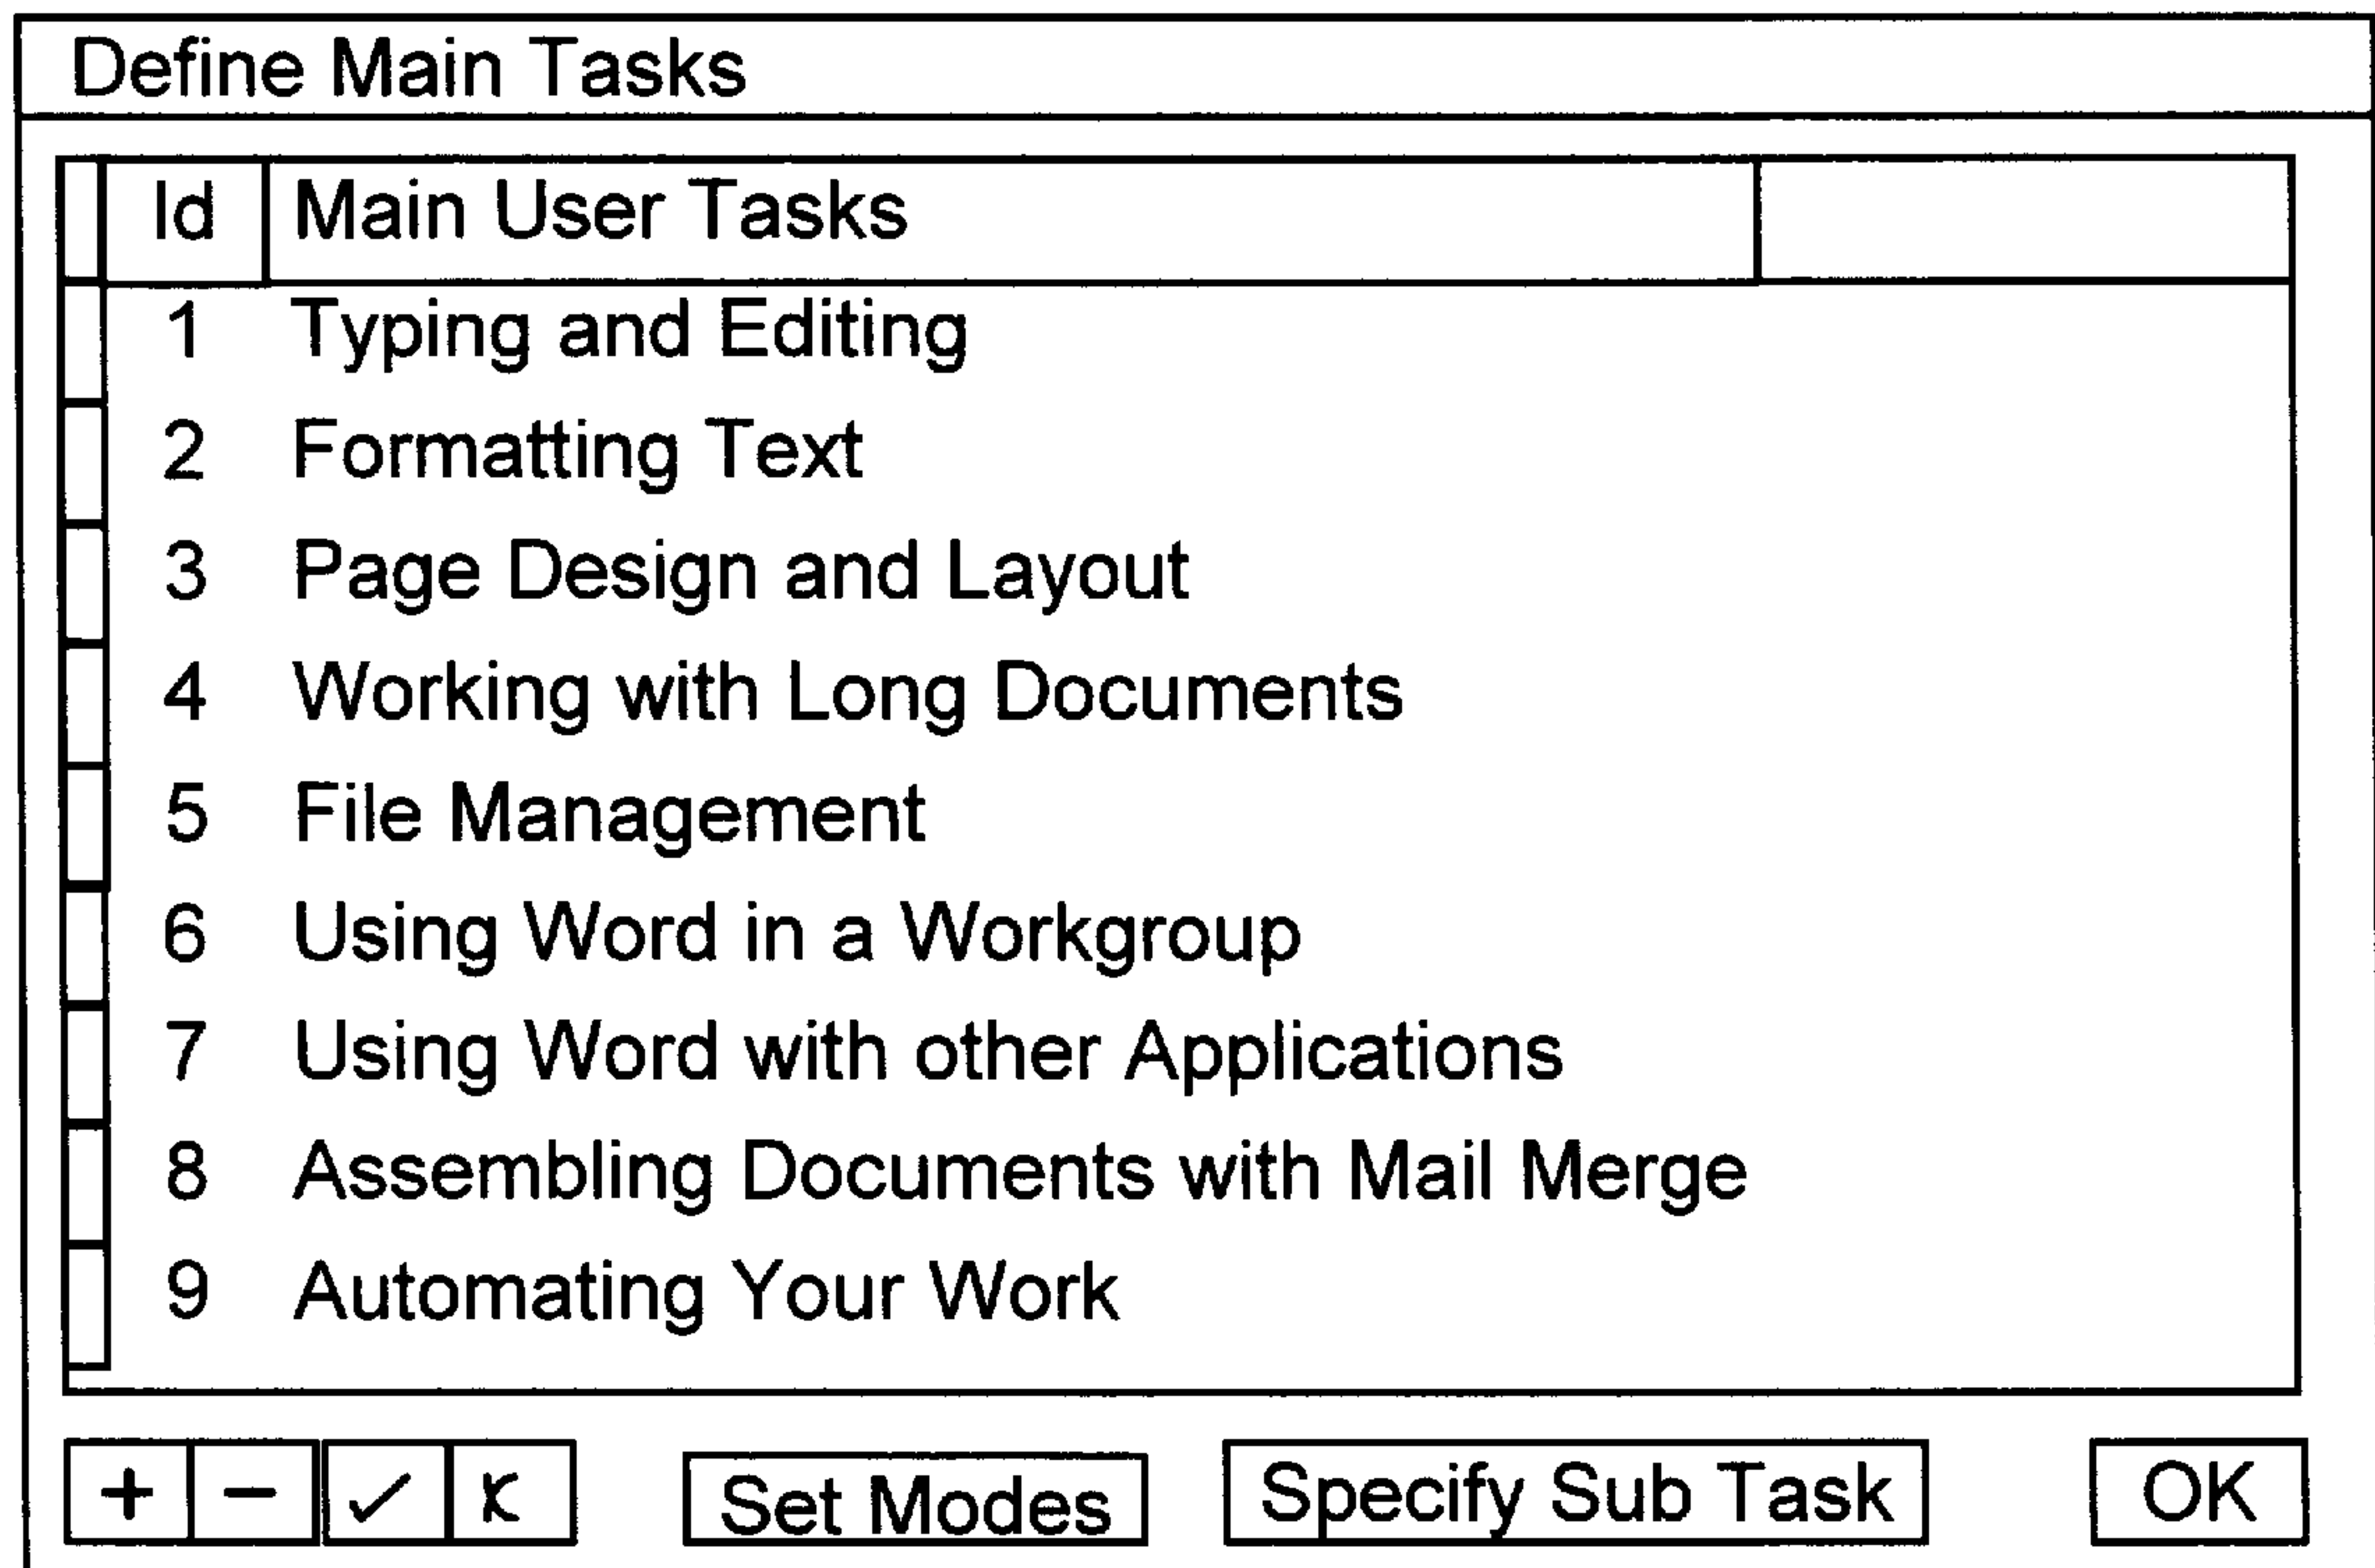 Define Main Tasks
Id Main User Tasks
1 Typing and Editing
2 Formatting Text
3 Page Design and Layout
4 Working with Long Documents
5 File Management
6 Using Word in a Workgroup
7 Using Word with other Applications
8 Assembling Documents with Mail Merge
9 Automating Your Work
+ − ✓ K Set Modes Specify Sub Task OK